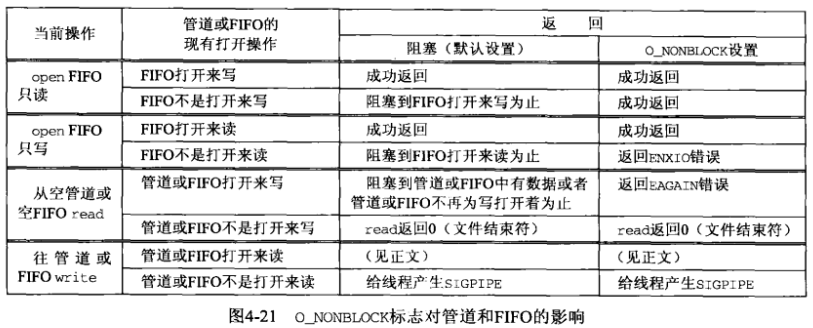 当前操作
管道或FIFO的
现有打开操作
返 回
阻塞（默认设置）
O_NONBLOCK设置
open FIFO
只读
FIFO打开来写
成功返回
成功返回
FIFO不是打开来写
阻塞到FIFO打开来写为止
成功返回
open FIFO
只写
FIFO打开来读
成功返回
成功返回
FIFO不是打开来读
阻塞到FIFO打开来读为止
返回ENXIO错误
从空管道或
空FIFO read
管道或FIFO打开来写
阻塞到管道或FIFO中有数据或者
管道或FIFO不再为写打开着为止
返回EAGAIN错误
管道或FIFO不是打开来写
read返回0（文件结束符）
read返回0（文件结束符）
往管道或
FIFO write
管道或FIFO打开来读
（见正文）
（见正文）
管道或FIFO不是打开来读
给线程产生SIGPIPE
给线程产生SIGPIPE
图4-21 O_NONBLOCK标志对管道和FIFO的影响